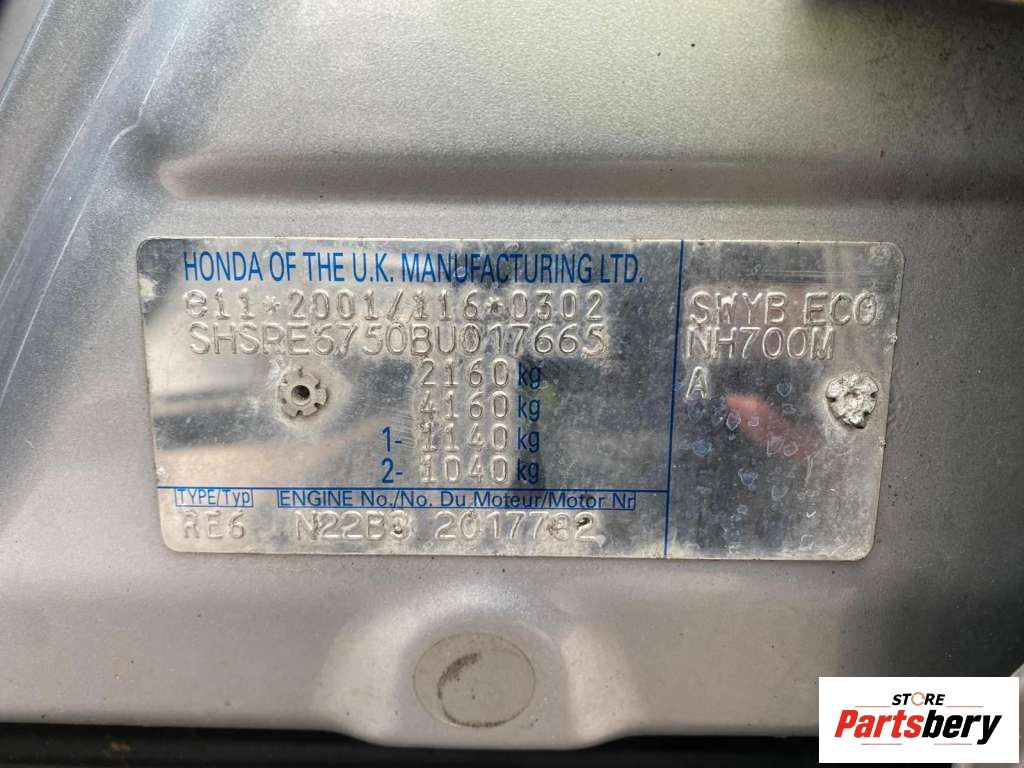 HONDA OF THE U.K. MANUFACTURING LTD.
e11*2001/116*0302
SHSRE6750BU017665
2160 kg
4160 kg
1- 1140 kg
2- 1040 kg
TYPE/Typ ENGINE No./No. Du Moteur/Motor Nr
RE6 N22B3 2017782
SWYB ECO
NH700M
A
STORE
Partsbery